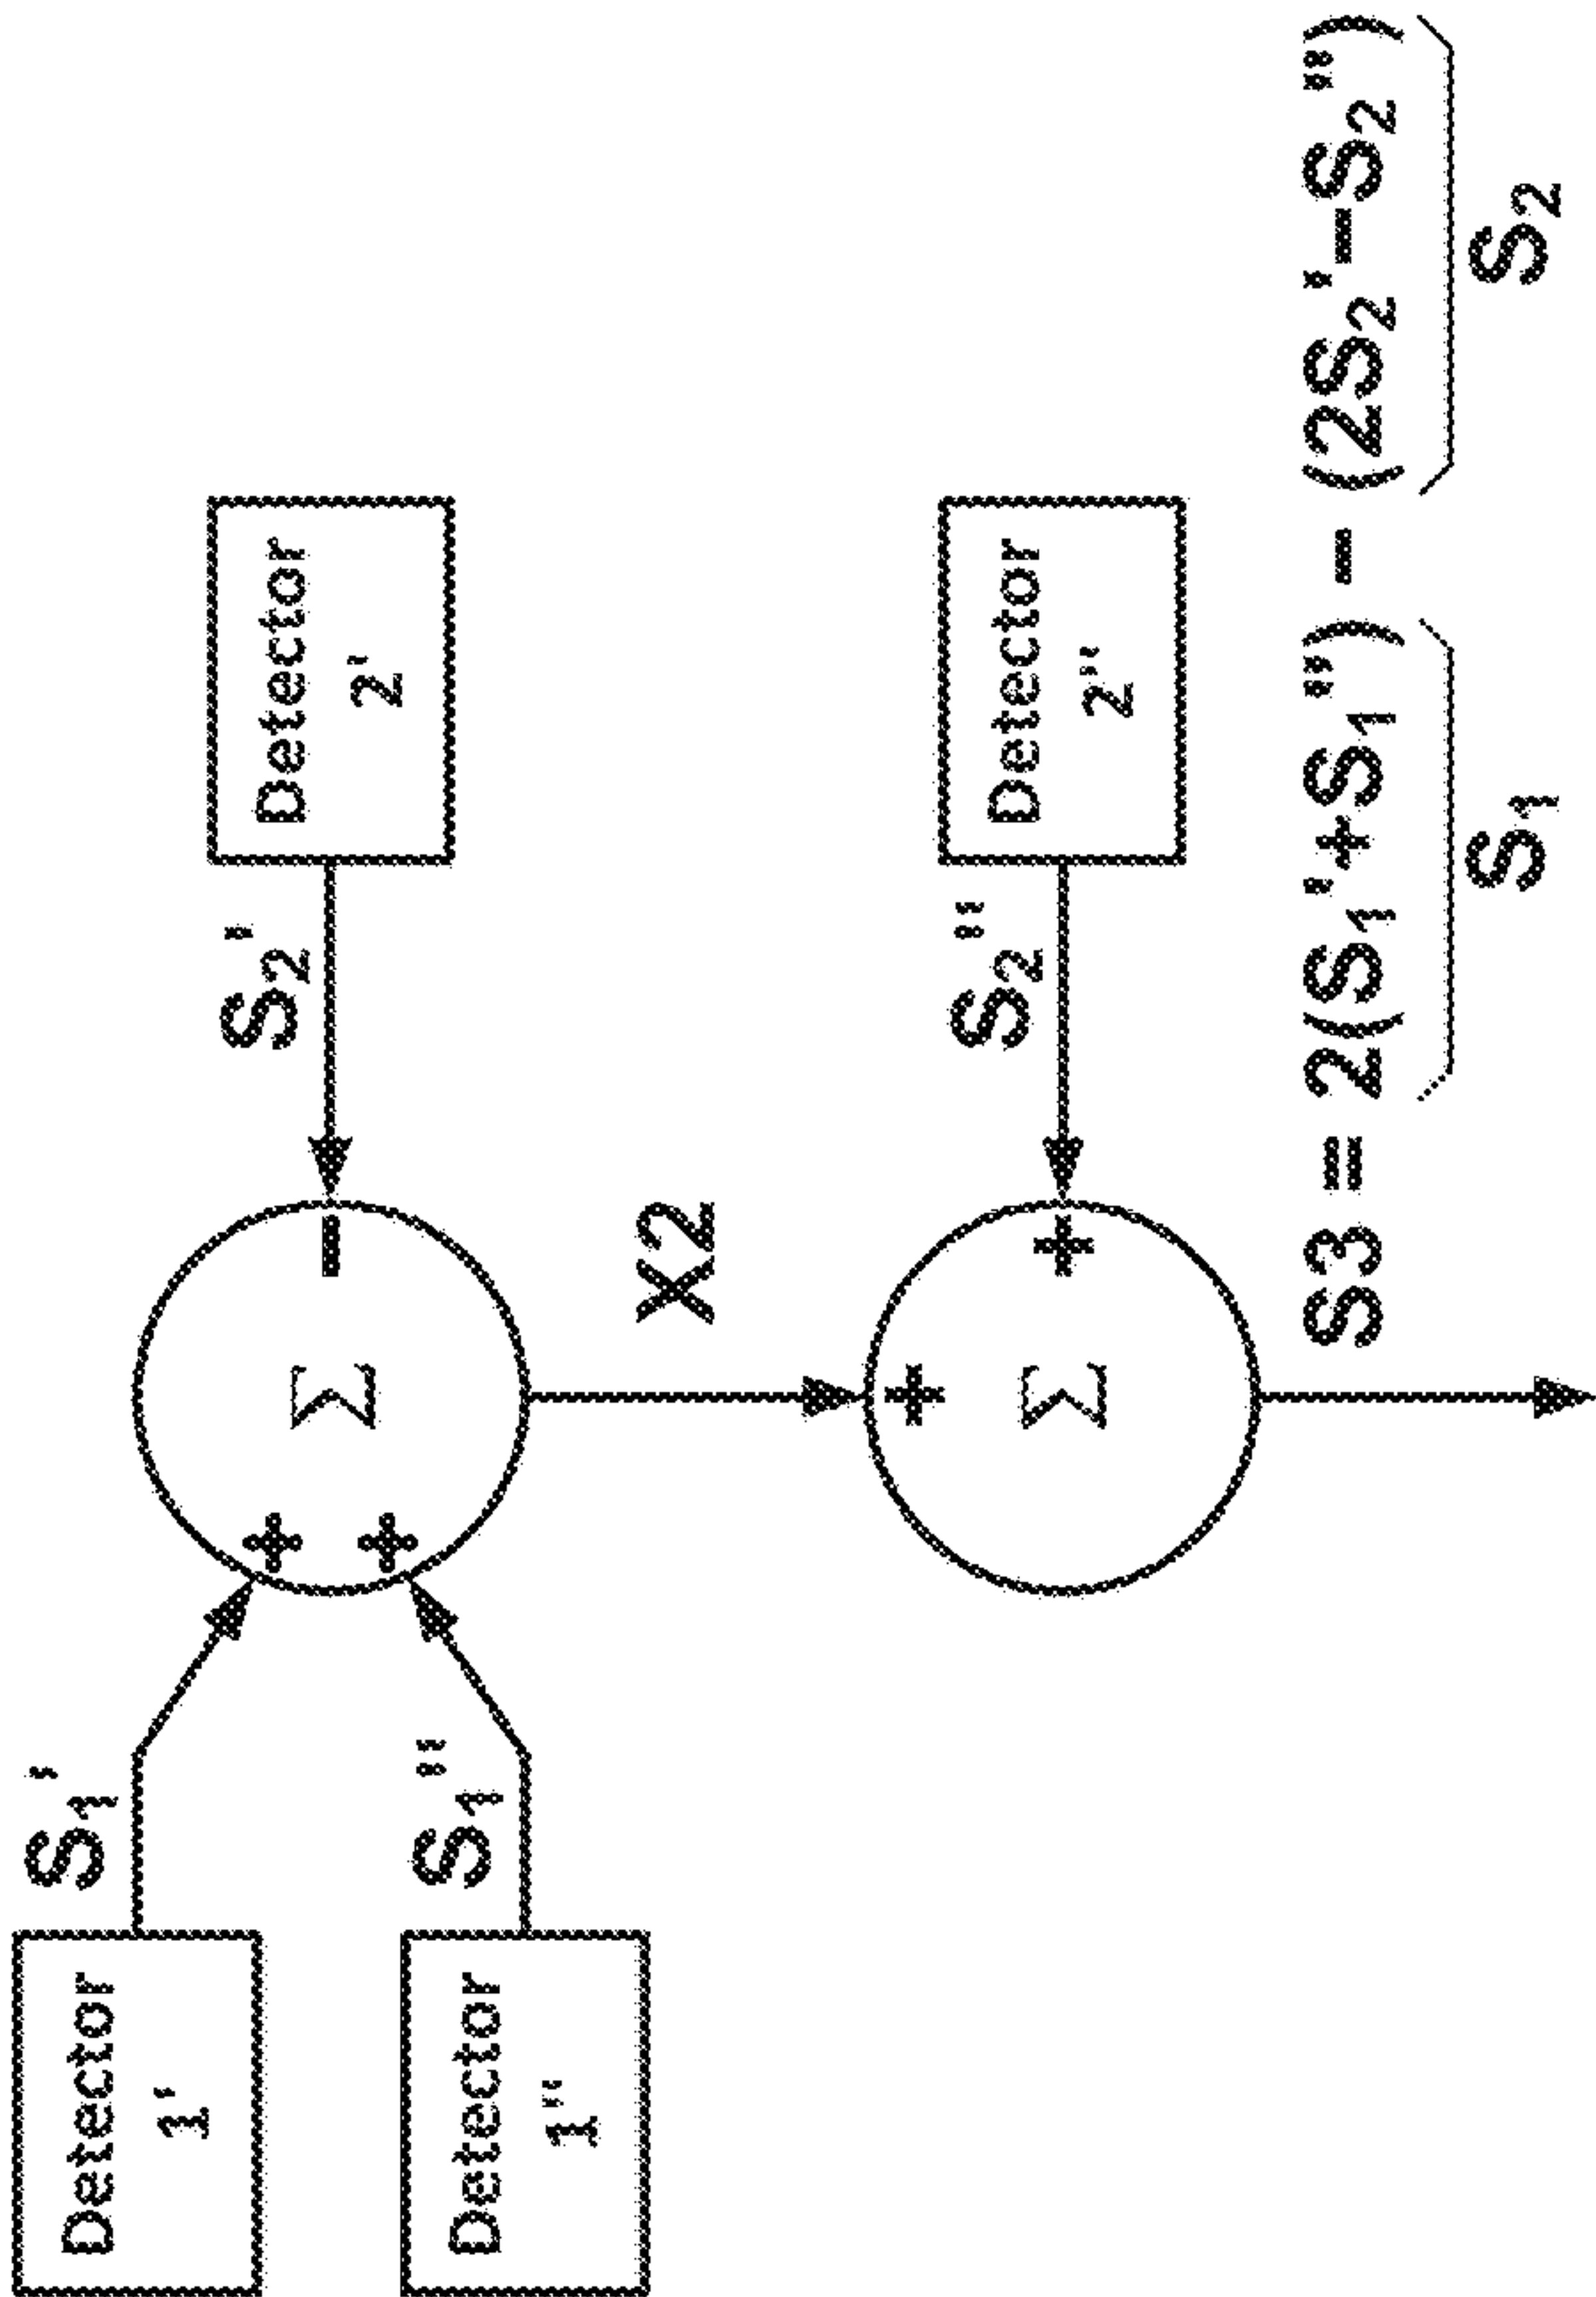 Detector
1'
S₁'
Detector
1"
S₁"
Σ
+
+
−
S₂'
Detector
2'
X2
+
Σ
+
S₂"
Detector
2"
S3 = 2(S₁'+S₁") − (2S₂'−S₂")
S₁
S₂